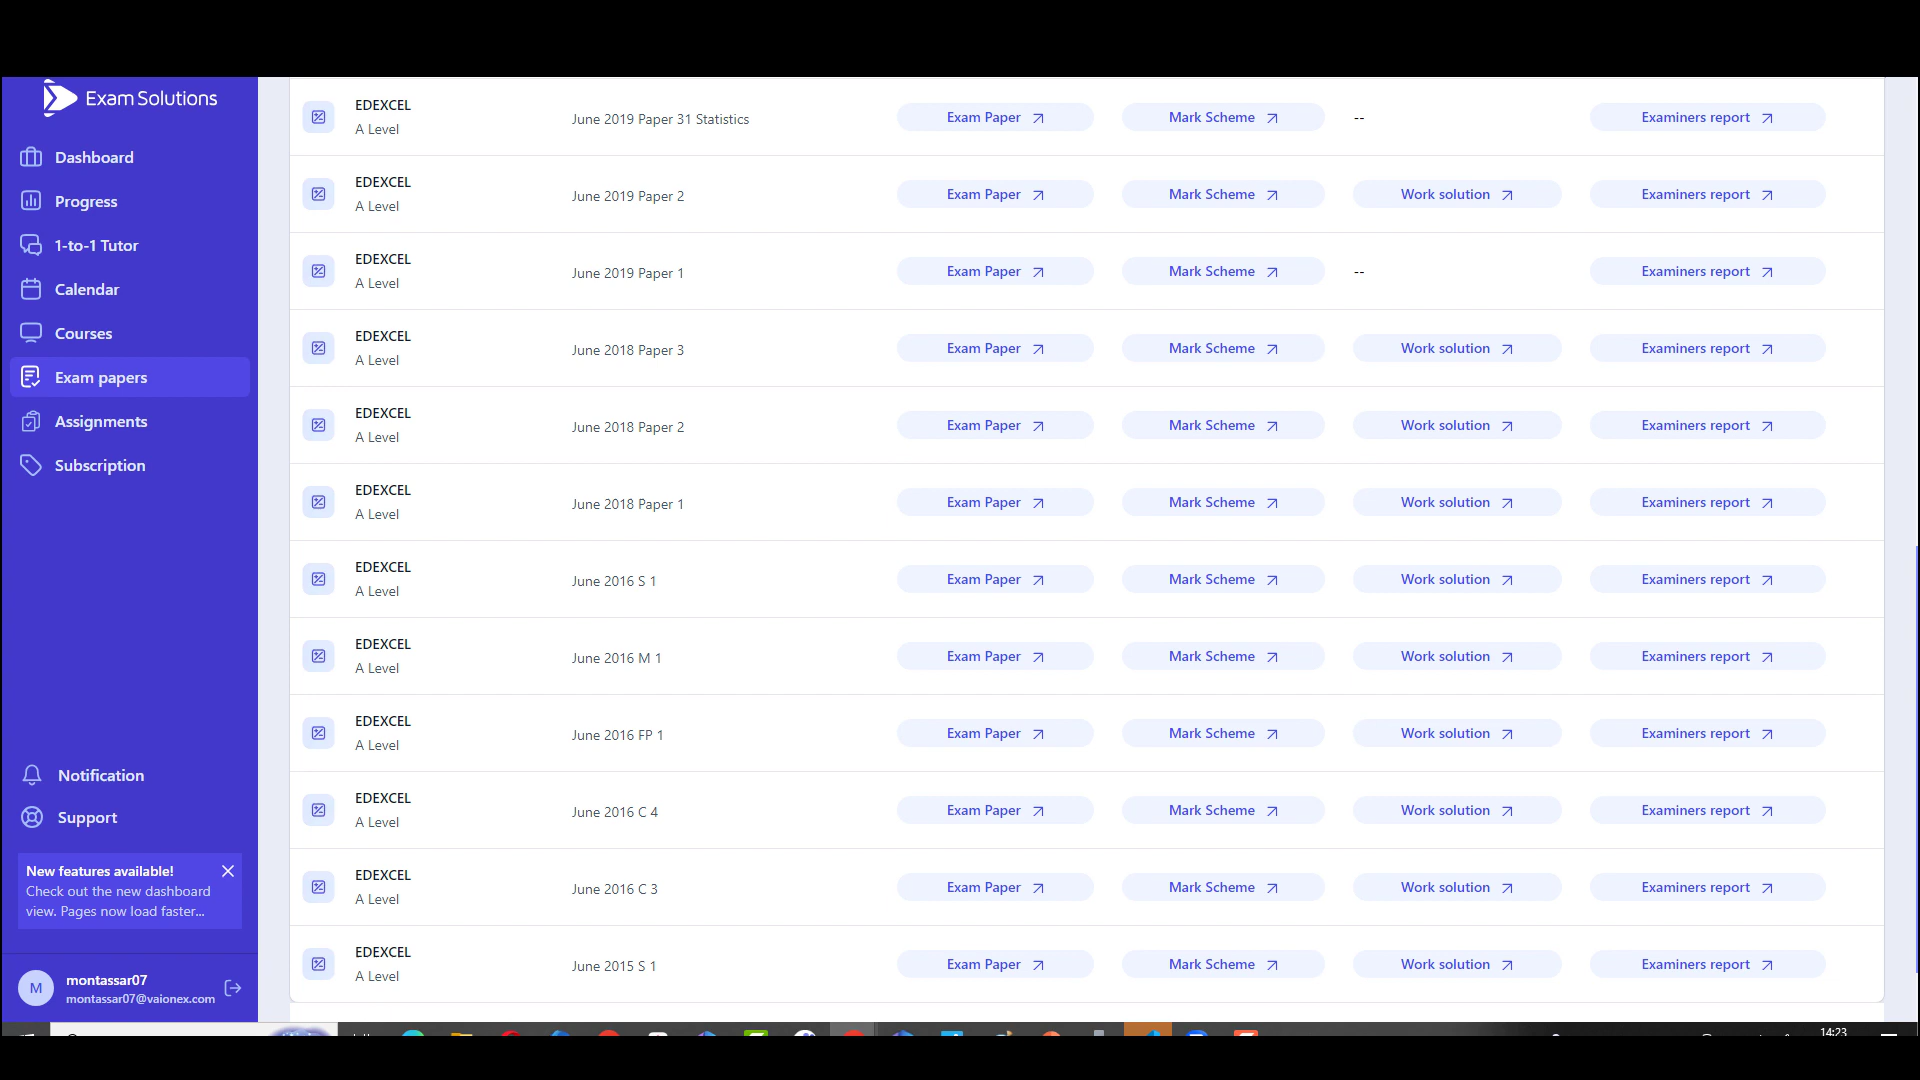 Exam Solutions
Dashboard
Progress
1-to-1 Tutor
Calendar
Courses
Exam papers
Assignments
Subscription
Notification
Support
New features available!
Check out the new dashboard
view. Pages now load faster...
M
montassar07
montassar07@vaionex.com
EDEXCEL
A Level
June 2019 Paper 31 Statistics
Exam Paper
Mark Scheme
--
Examiners report
EDEXCEL
A Level
June 2019 Paper 2
Exam Paper
Mark Scheme
Work solution
Examiners report
EDEXCEL
A Level
June 2019 Paper 1
Exam Paper
Mark Scheme
--
Examiners report
EDEXCEL
A Level
June 2018 Paper 3
Exam Paper
Mark Scheme
Work solution
Examiners report
EDEXCEL
A Level
June 2018 Paper 2
Exam Paper
Mark Scheme
Work solution
Examiners report
EDEXCEL
A Level
June 2018 Paper 1
Exam Paper
Mark Scheme
Work solution
Examiners report
EDEXCEL
A Level
June 2016 S 1
Exam Paper
Mark Scheme
Work solution
Examiners report
EDEXCEL
A Level
June 2016 M 1
Exam Paper
Mark Scheme
Work solution
Examiners report
EDEXCEL
A Level
June 2016 FP 1
Exam Paper
Mark Scheme
Work solution
Examiners report
EDEXCEL
A Level
June 2016 C 4
Exam Paper
Mark Scheme
Work solution
Examiners report
EDEXCEL
A Level
June 2016 C 3
Exam Paper
Mark Scheme
Work solution
Examiners report
EDEXCEL
A Level
June 2015 S 1
Exam Paper
Mark Scheme
Work solution
Examiners report
14:23